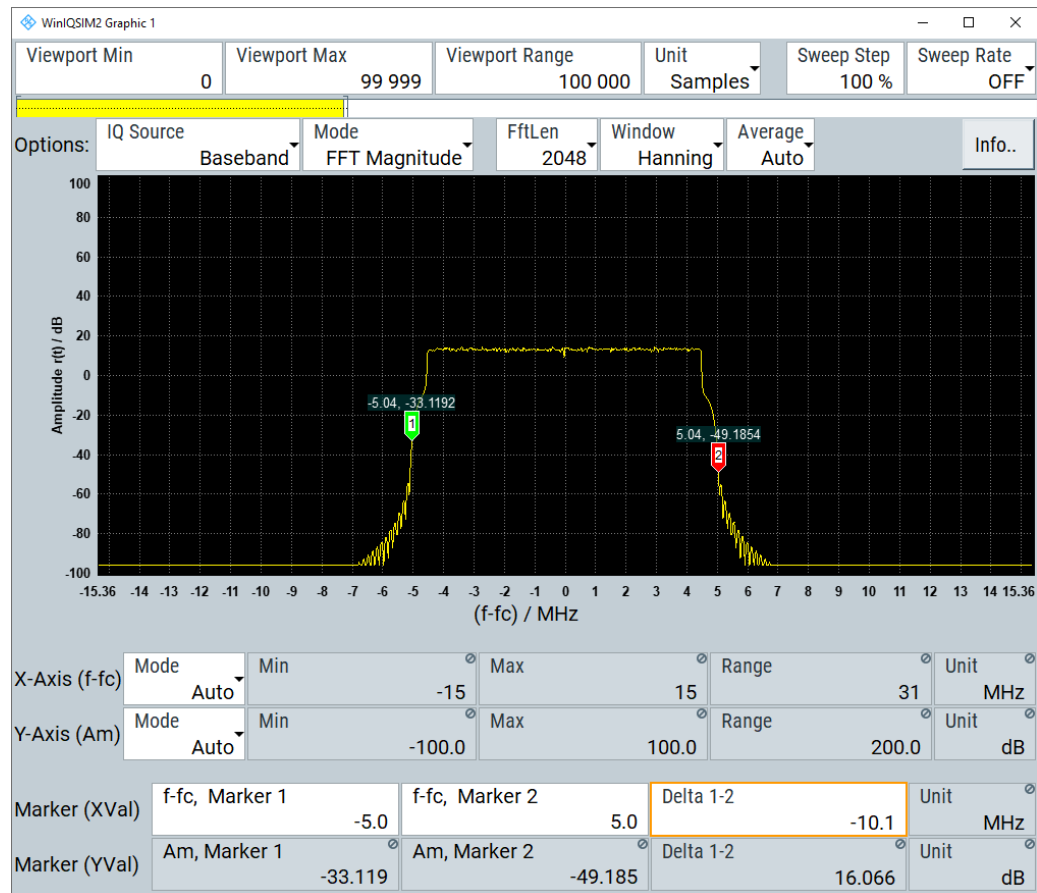 WinIQSIM2 Graphic 1
Viewport Min
0
Viewport Max
99 999
Viewport Range
100 000
Unit
Samples
Sweep Step
100 %
Sweep Rate
OFF
Options:
IQ Source
Baseband
Mode
FFT Magnitude
FftLen
2048
Window
Hanning
Average
Auto
Info..
Amplitude r(t) / dB
100
80
60
40
20
0
-20
-40
-60
-80
-100
-5.04, -33.1192
1
5.04, -49.1854
2
-15.36 -14 -13 -12 -11 -10 -9 -8 -7 -6 -5 -4 -3 -2 -1 0 1 2 3 4 5 6 7 8 9 10 11 12 13 14 15.36
(f-fc) / MHz
X-Axis (f-fc)
Mode
Auto
Min
-15
Max
15
Range
31
Unit
MHz
Y-Axis (Am)
Mode
Auto
Min
-100.0
Max
100.0
Range
200.0
Unit
dB
Marker (XVal)
f-fc, Marker 1
-5.0
f-fc, Marker 2
5.0
Delta 1-2
-10.1
Unit
MHz
Marker (YVal)
Am, Marker 1
-33.119
Am, Marker 2
-49.185
Delta 1-2
16.066
Unit
dB